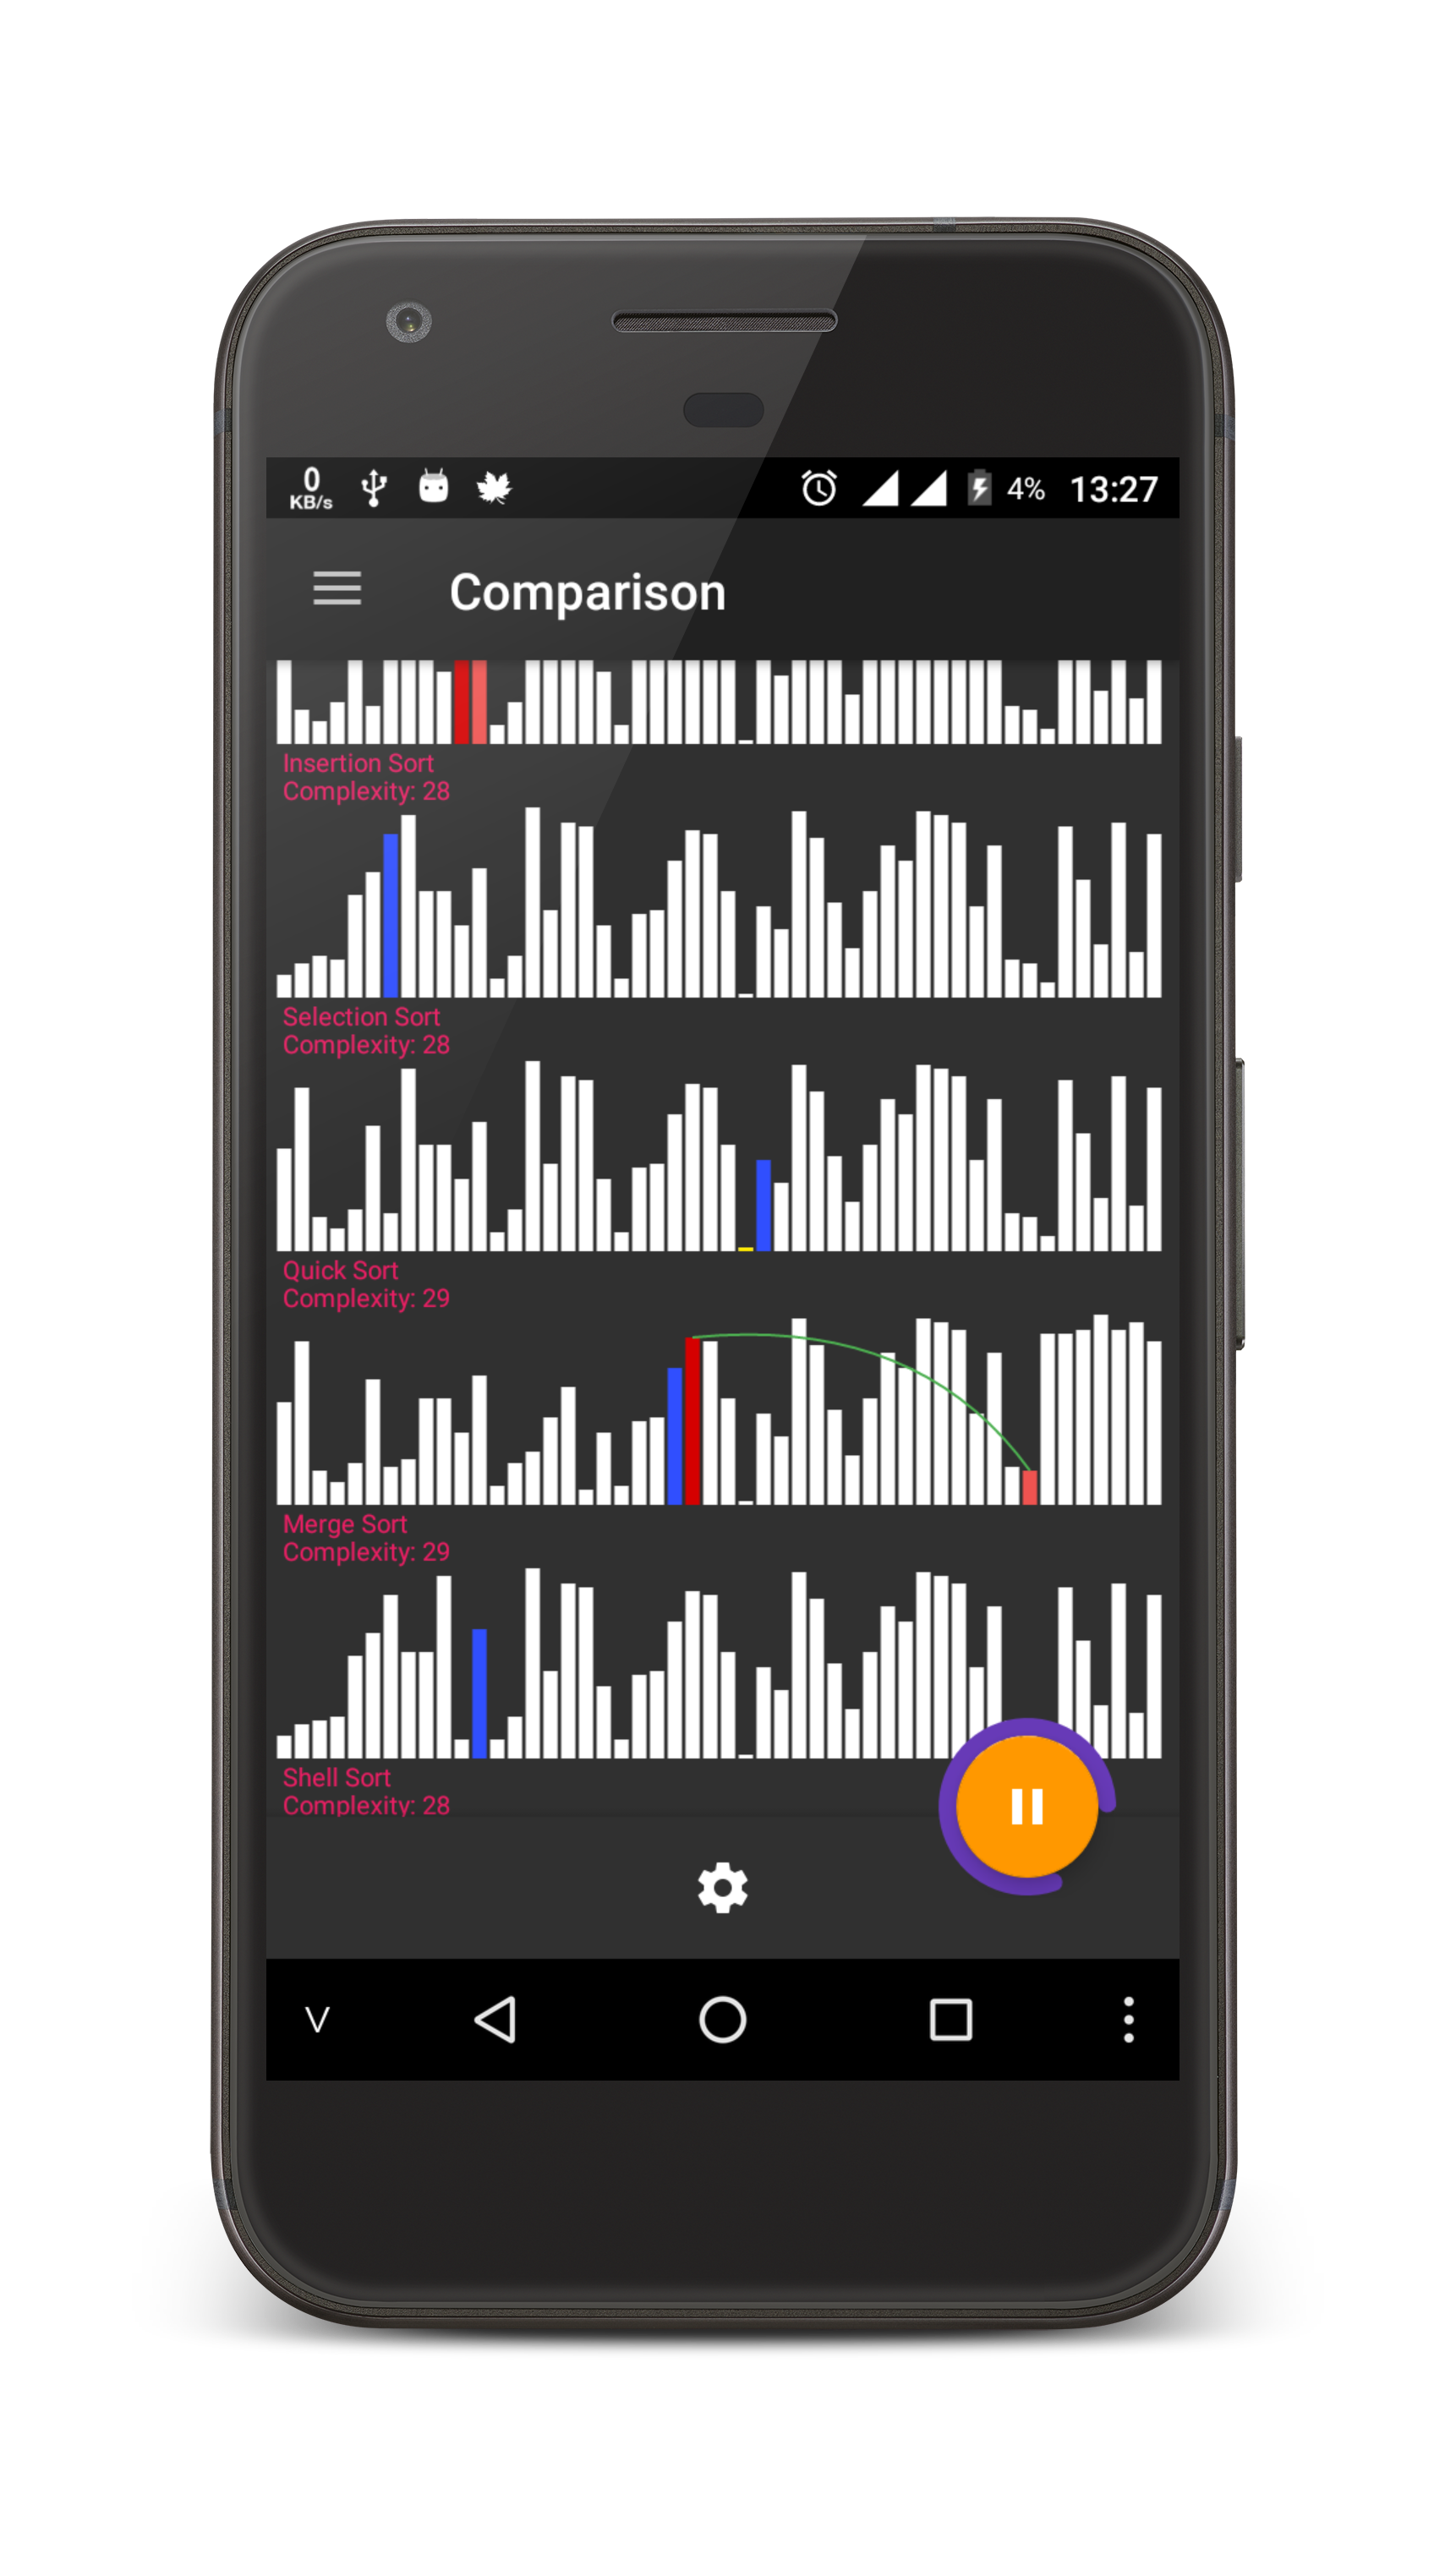 0
KB/s
4% 13:27
Comparison
Insertion Sort
Complexity: 28
Selection Sort
Complexity: 28
Quick Sort
Complexity: 29
Merge Sort
Complexity: 29
Shell Sort
Complexity: 28